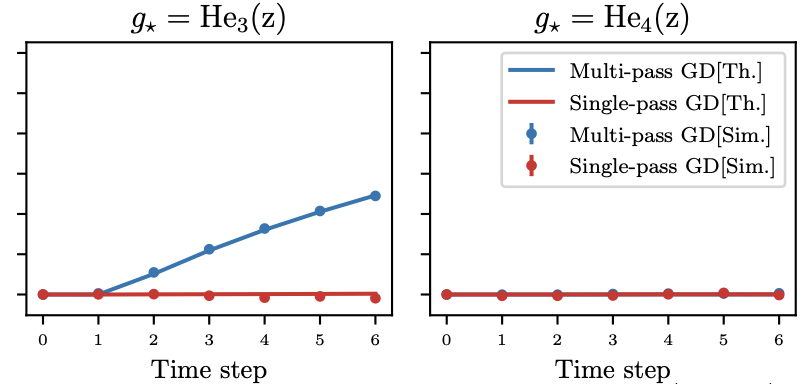 g⋆ = He₃(z)
0 1 2 3 4 5 6
Time step
g⋆ = He₄(z)
Multi-pass GD[Th.]
Single-pass GD[Th.]
Multi-pass GD[Sim.]
Single-pass GD[Sim.]
0 1 2 3 4 5 6
Time step